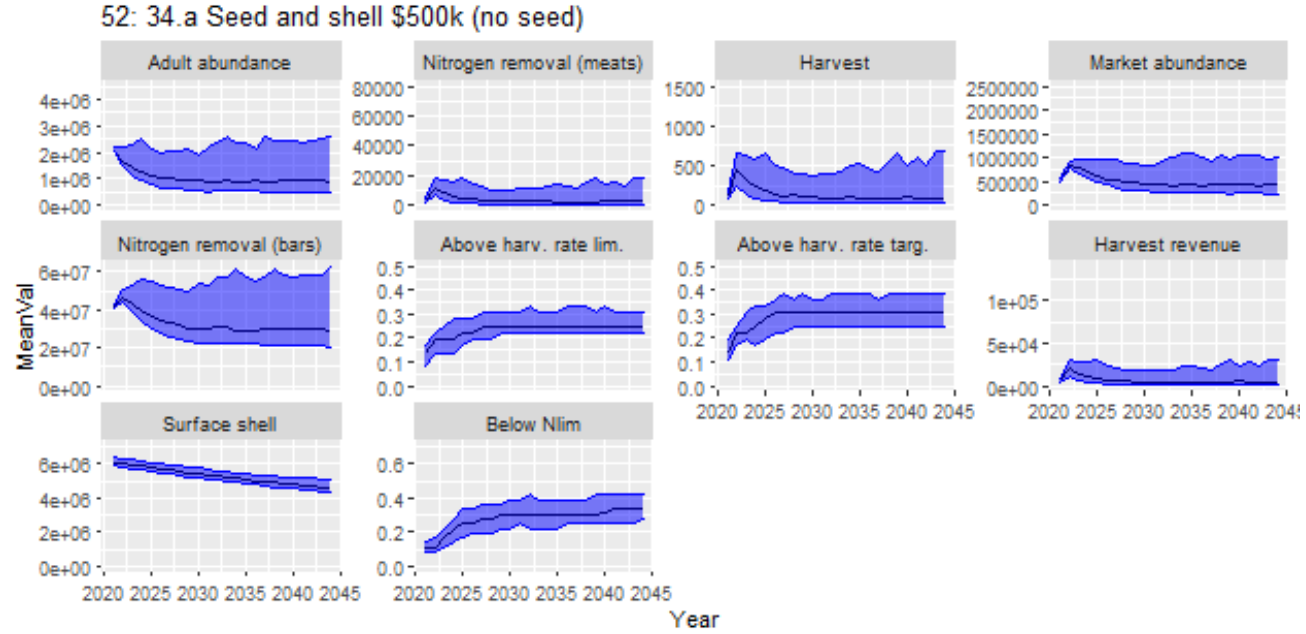 52: 34.a Seed and shell $500k (no seed)
Adult abundance
Nitrogen removal (meats)
Harvest
Market abundance
4e+06
3e+06
2e+06
1e+06
0e+00
80000
60000
40000
20000
0
1500
1000
500
0
2500000
2000000
1500000
1000000
500000
0
Nitrogen removal (bars)
Above harv. rate lim.
Above harv. rate targ.
Harvest revenue
6e+07
4e+07
2e+07
0e+00
0.5
0.4
0.3
0.2
0.1
0.0
0.5
0.4
0.3
0.2
0.1
0.0
1e+05
5e+04
0e+00
2020 2025 2030 2035 2040 2045
2020 2025 2030 2035 2040 2045
MeanVal
Surface shell
Below Nlim
6e+06
4e+06
2e+06
0e+00
0.6
0.4
0.2
0.0
2020 2025 2030 2035 2040 2045
2020 2025 2030 2035 2040 2045
Year